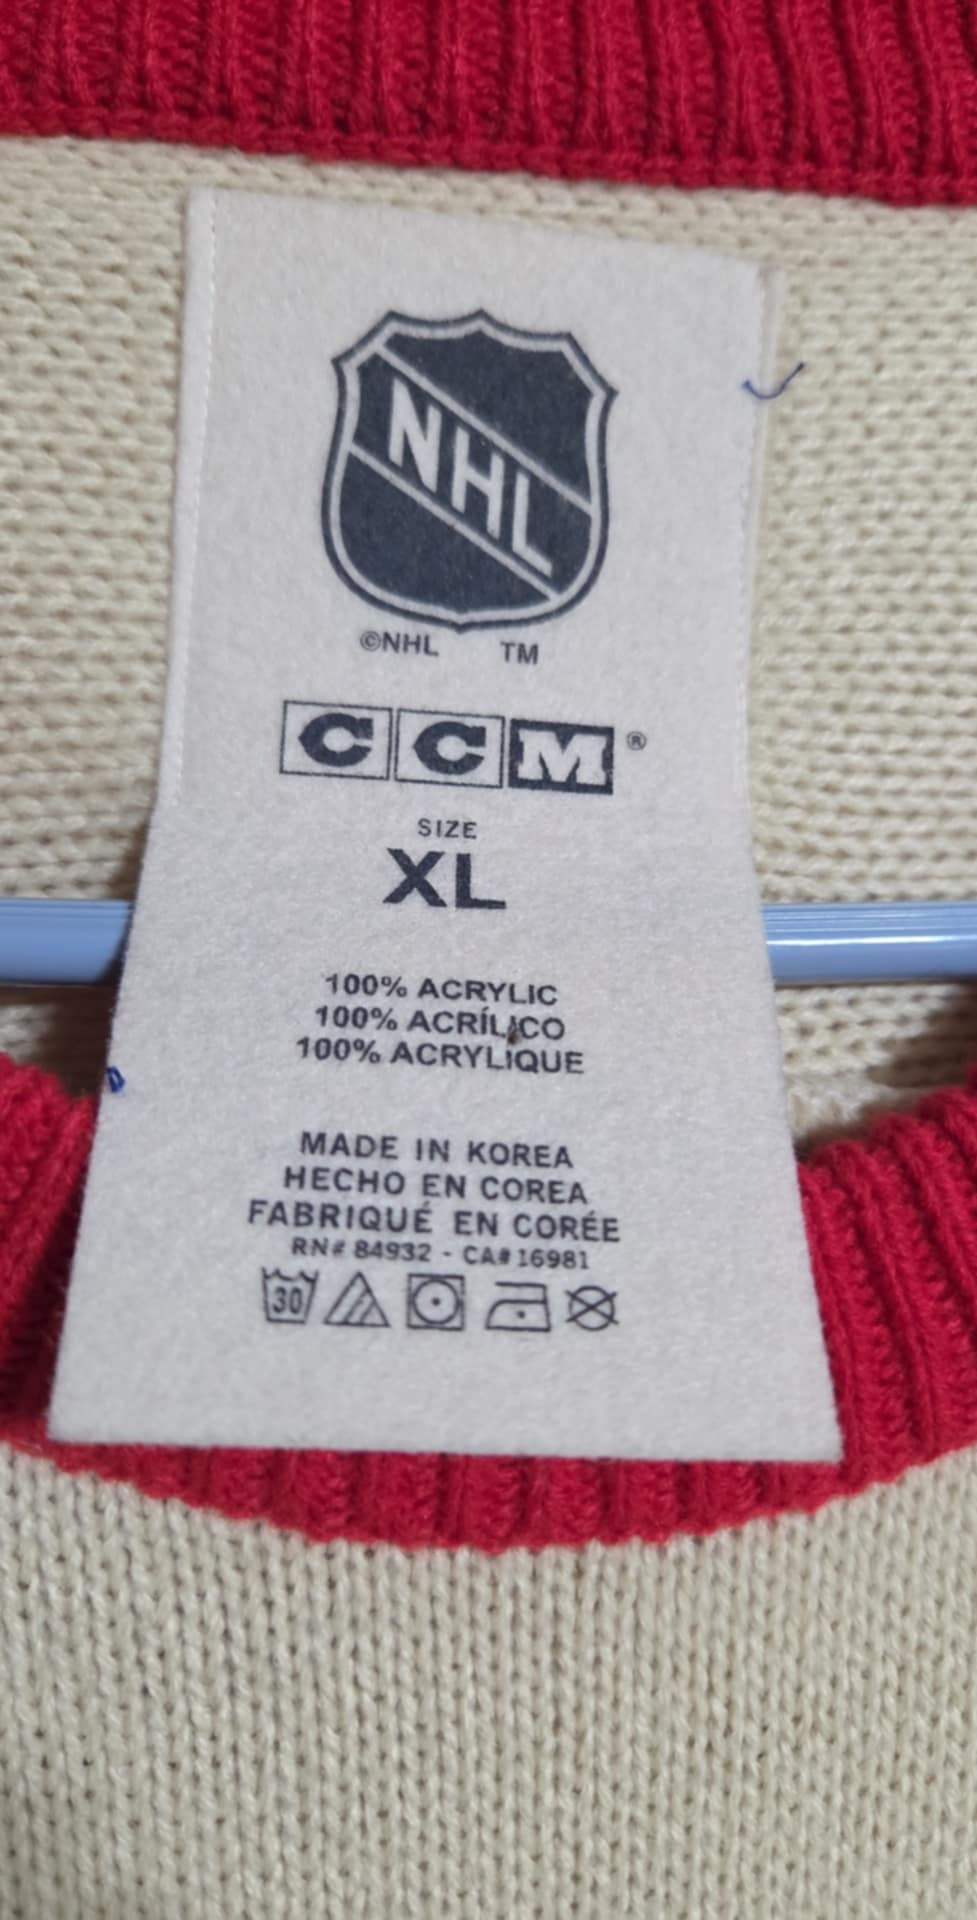 NHL
©NHL TM
CCM®
SIZE
XL
100% ACRYLIC
100% ACRÍLICO
100% ACRYLIQUE
MADE IN KOREA
HECHO EN COREA
FABRIQUÉ EN CORÉE
RN# 84932 - CA# 16981
30